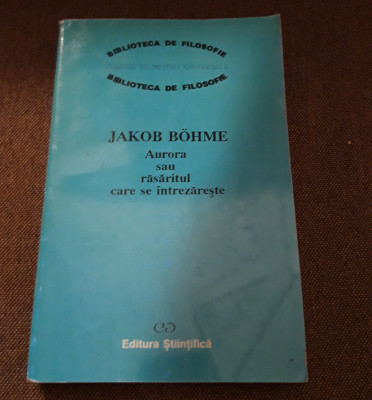 BIBLIOTECA DE FILOSOFIE
BIBLIOTECA DE FILOSOFIE
JAKOB BÖHME
Aurora
sau
răsăritul
care se întrezărește
Editura Științifică